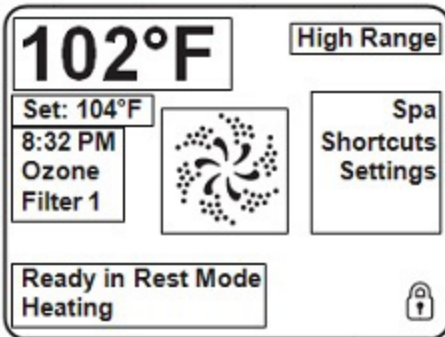 102°F
High Range
Set: 104°F
8:32 PM
Ozone
Filter 1
Spa
Shortcuts
Settings
Ready in Rest Mode
Heating